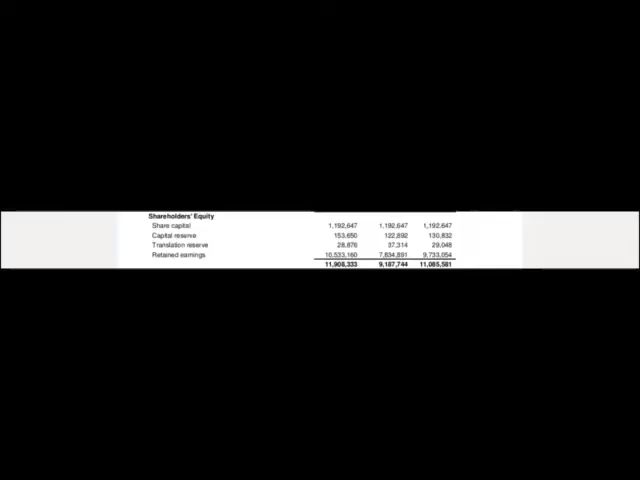 Shareholders' Equity
Share capital 1,192,647 1,192,647 1,192,647
Capital reserve 153,650 122,892 130,832
Translation reserve 28,876 37,314 29,048
Retained earnings 10,533,160 7,834,891 9,733,054
11,908,333 9,187,744 11,085,581